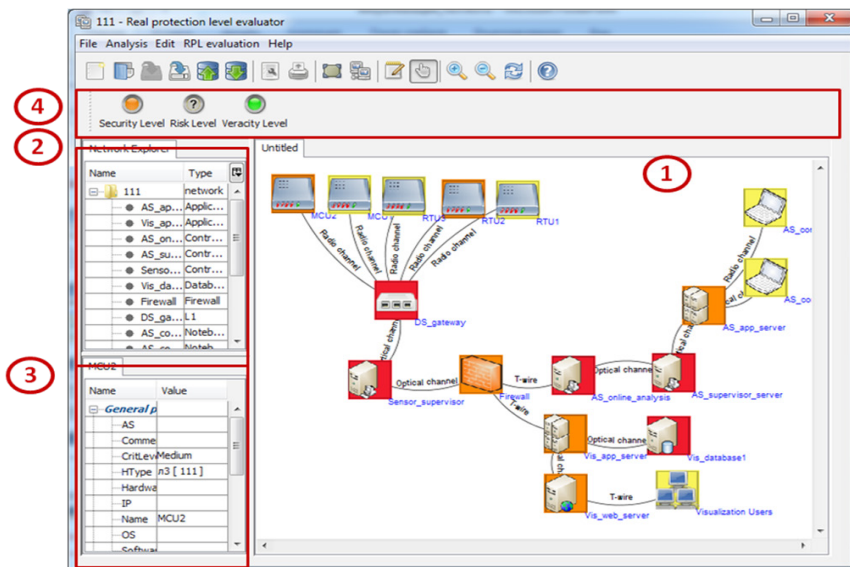 111 - Real protection level evaluator
File Analysis Edit RPL evaluation Help
4
?
Security Level Risk Level Veracity Level
2
Network Explorer
Name Type
111 network
AS_ap... Applic...
Vis_ap... Applic...
AS_on... Contr...
AS_su... Contr...
Senso... Contr...
Vis_da... Datab...
Firewall Firewall
DS_ga... L1
AS_co... Noteb...
AS_co... Noteb...
3
MCU2
Name Value
General p
AS
Comme
CritLev Medium
HType л3 [ 111 ]
Hardwa
IP
Name MCU2
OS
Softwar
Untitled
1
MCU2
MCU1
RTU3
RTU2
RTU1
Radio channel
Radio channel
Radio channel
Radio channel
Radio channel
DS_gateway
Optical channel
Sensor_supervisor
Optical channel
Firewall
T-wire
AS_online_analysis
Optical channel
AS_supervisor_server
AS_app_server
Radio channel
AS_co
AS_co
T-wire
Vis_app_server
Optical channel
Vis_database1
Vis_web_server
T-wire
Visualization Users